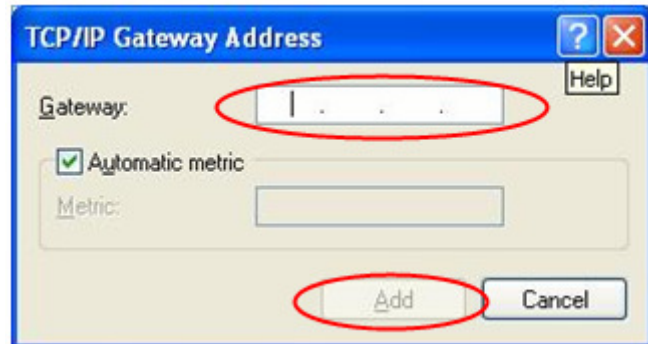 TCP/IP Gateway Address
?
Help
Gateway:
. . .
Automatic metric
Metric:
Add Cancel